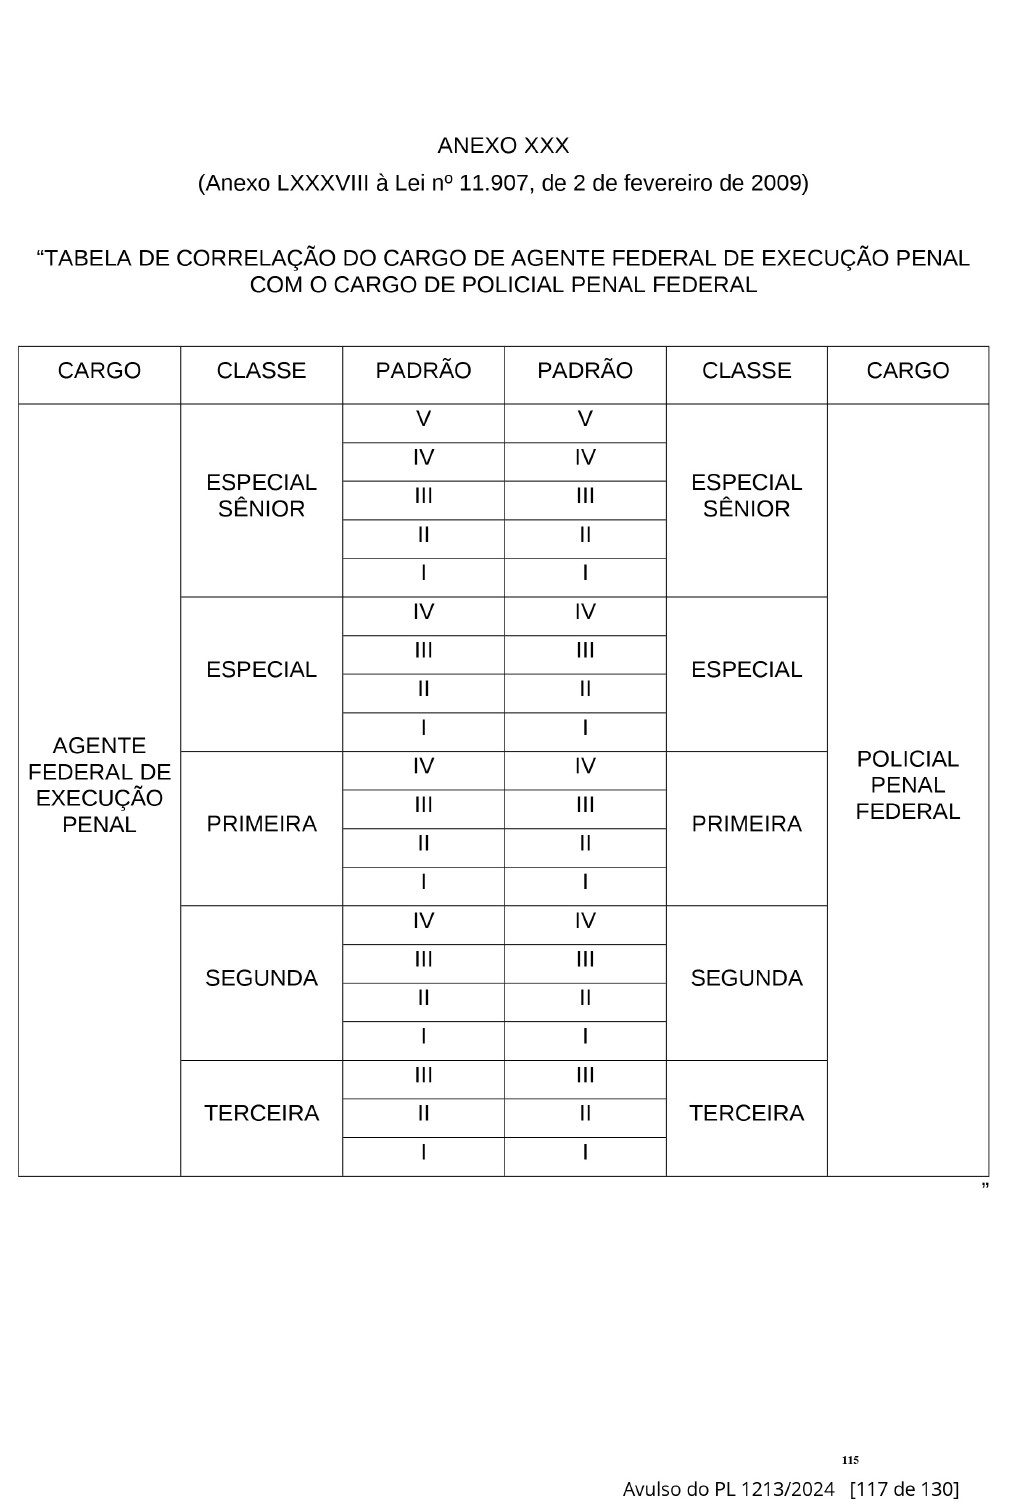 ANEXO XXX
(Anexo LXXXVIII à Lei nº 11.907, de 2 de fevereiro de 2009)
“TABELA DE CORRELAÇÃO DO CARGO DE AGENTE FEDERAL DE EXECUÇÃO PENAL
COM O CARGO DE POLICIAL PENAL FEDERAL
CARGO CLASSE PADRÃO PADRÃO CLASSE CARGO
AGENTE
FEDERAL DE
EXECUÇÃO
PENAL
ESPECIAL
SÊNIOR
V V
IV IV
III III
II II
I I
ESPECIAL
SÊNIOR
ESPECIAL
IV IV
III III
II II
I I
ESPECIAL
PRIMEIRA
IV IV
III III
II II
I I
PRIMEIRA
SEGUNDA
IV IV
III III
II II
I I
SEGUNDA
TERCEIRA
III III
II II
I I
TERCEIRA
POLICIAL
PENAL
FEDERAL
”
115
Avulso do PL 1213/2024 [117 de 130]